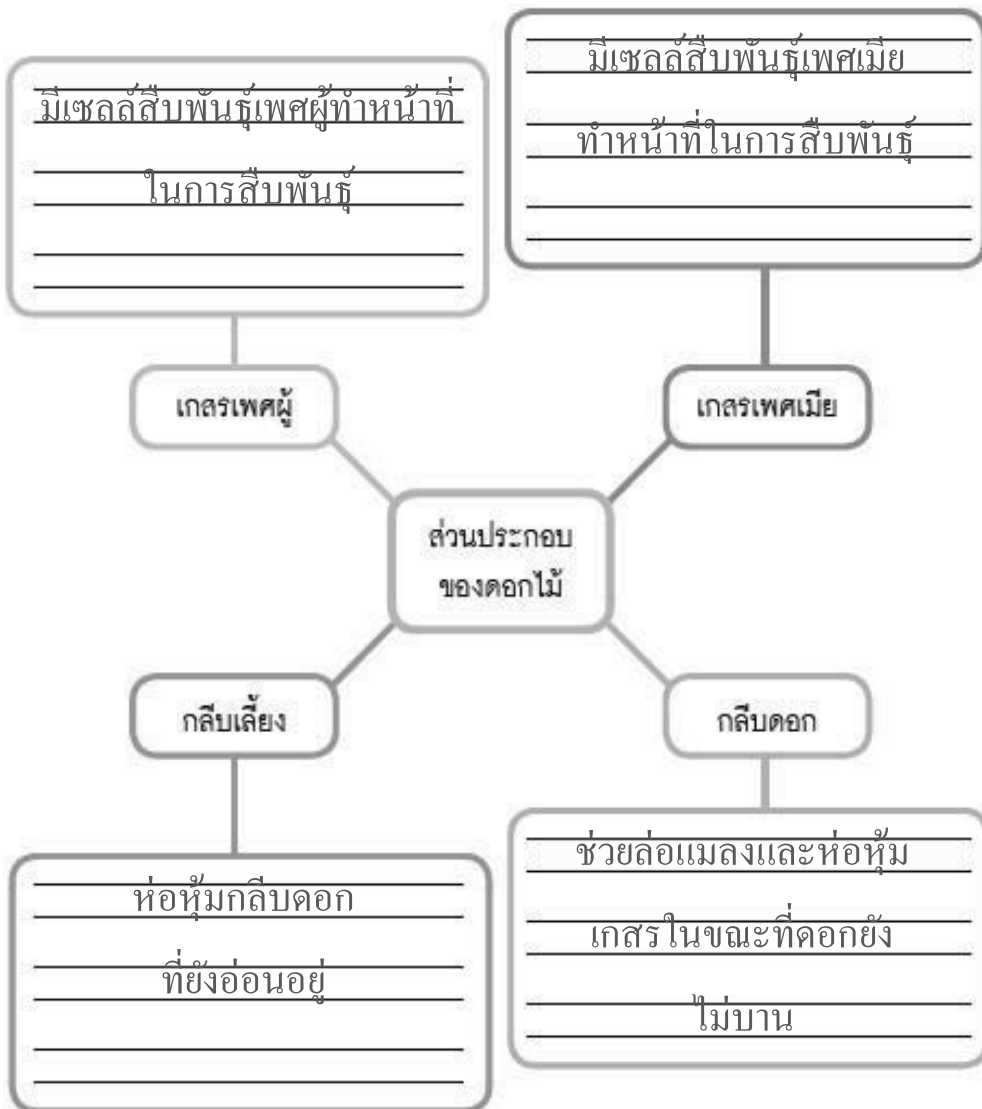 มีเซลล์สืบพันธุ์เพศผู้ทำหน้าที่
ในการสืบพันธุ์
มีเซลล์สืบพันธุ์เพศเมีย
ทำหน้าที่ในการสืบพันธุ์
เกสรเพศผู้
เกสรเพศเมีย
ส่วนประกอบ
ของดอกไม้
กลีบเลี้ยง
กลีบดอก
ห่อหุ้มกลีบดอก
ที่ยังอ่อนอยู่
ช่วยล่อแมลงและห่อหุ้ม
เกสรในขณะที่ดอกยัง
ไม่บาน